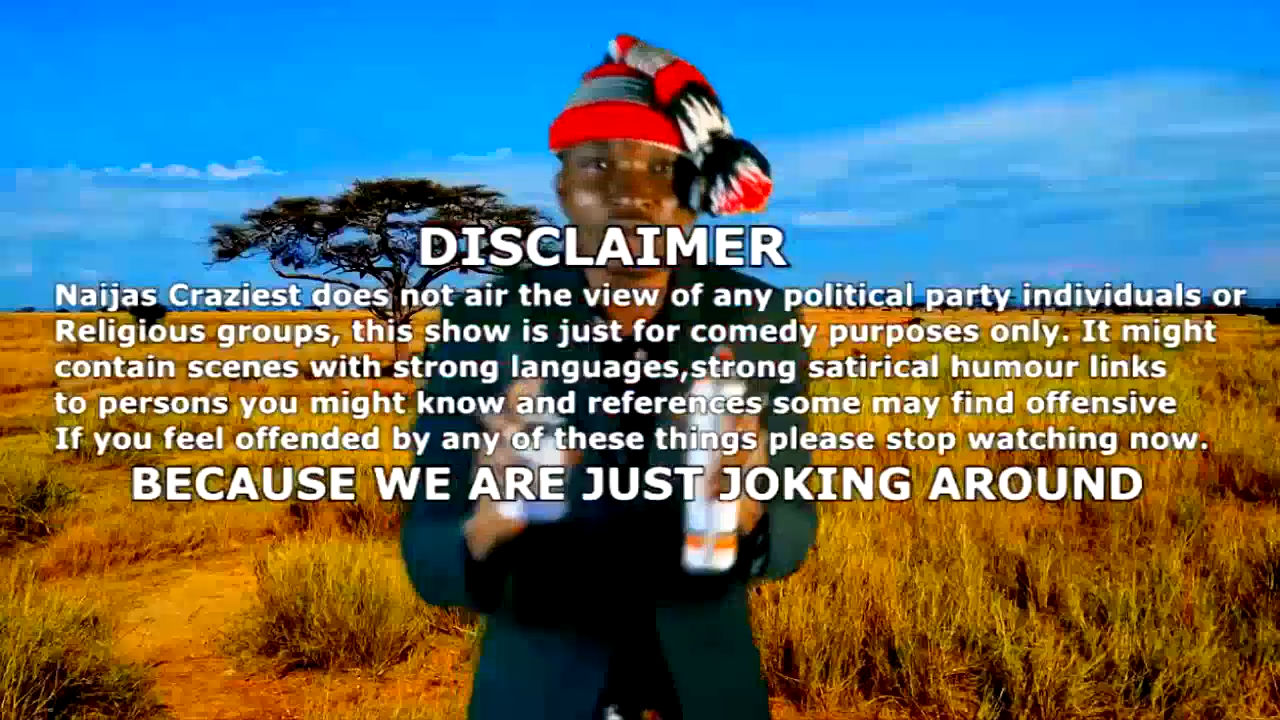 DISCLAIMER
Naijas Craziest does not air the view of any political party individuals or
Religious groups, this show is just for comedy purposes only. It might
contain scenes with strong languages,strong satirical humour links
to persons you might know and references some may find offensive
If you feel offended by any of these things please stop watching now.
BECAUSE WE ARE JUST JOKING AROUND